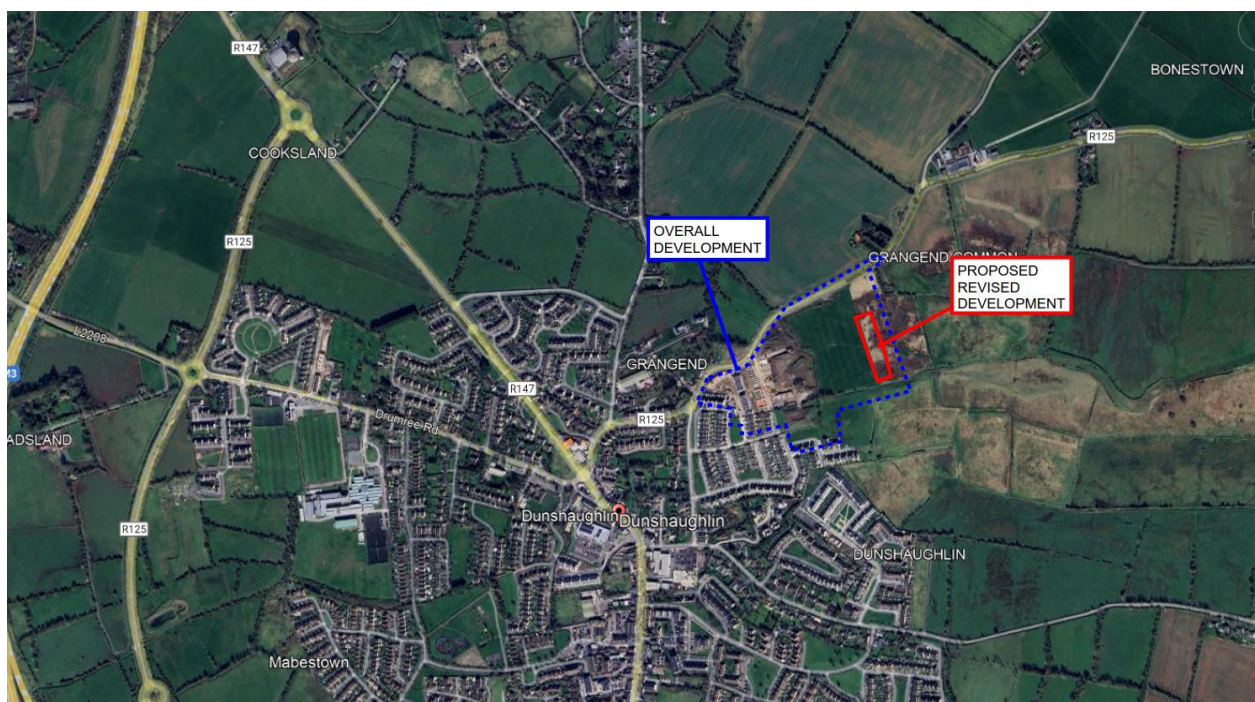 R147
BONESTOWN
R125
COOKSLAND
OVERALL
DEVELOPMENT
R125
GRANGEND COMMON
PROPOSED
REVISED
DEVELOPMENT
L2208
GRANGEND
M3
R147
Drumree Rd
R125
ADSLAND
Dunshaughlin
Dunshaughlin
R125
DUNSHAUGHLIN
Mabestown